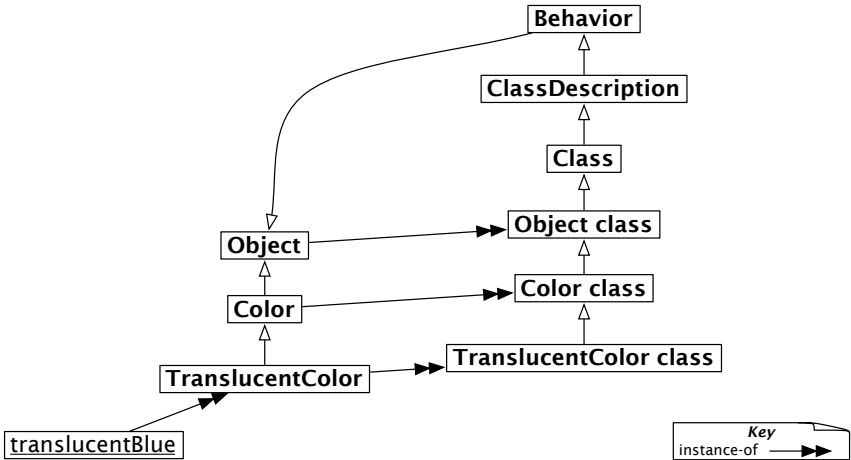 Behavior
ClassDescription
Class
Object class
Object
Color class
Color
TranslucentColor class
TranslucentColor
translucentBlue
Key
instance-of